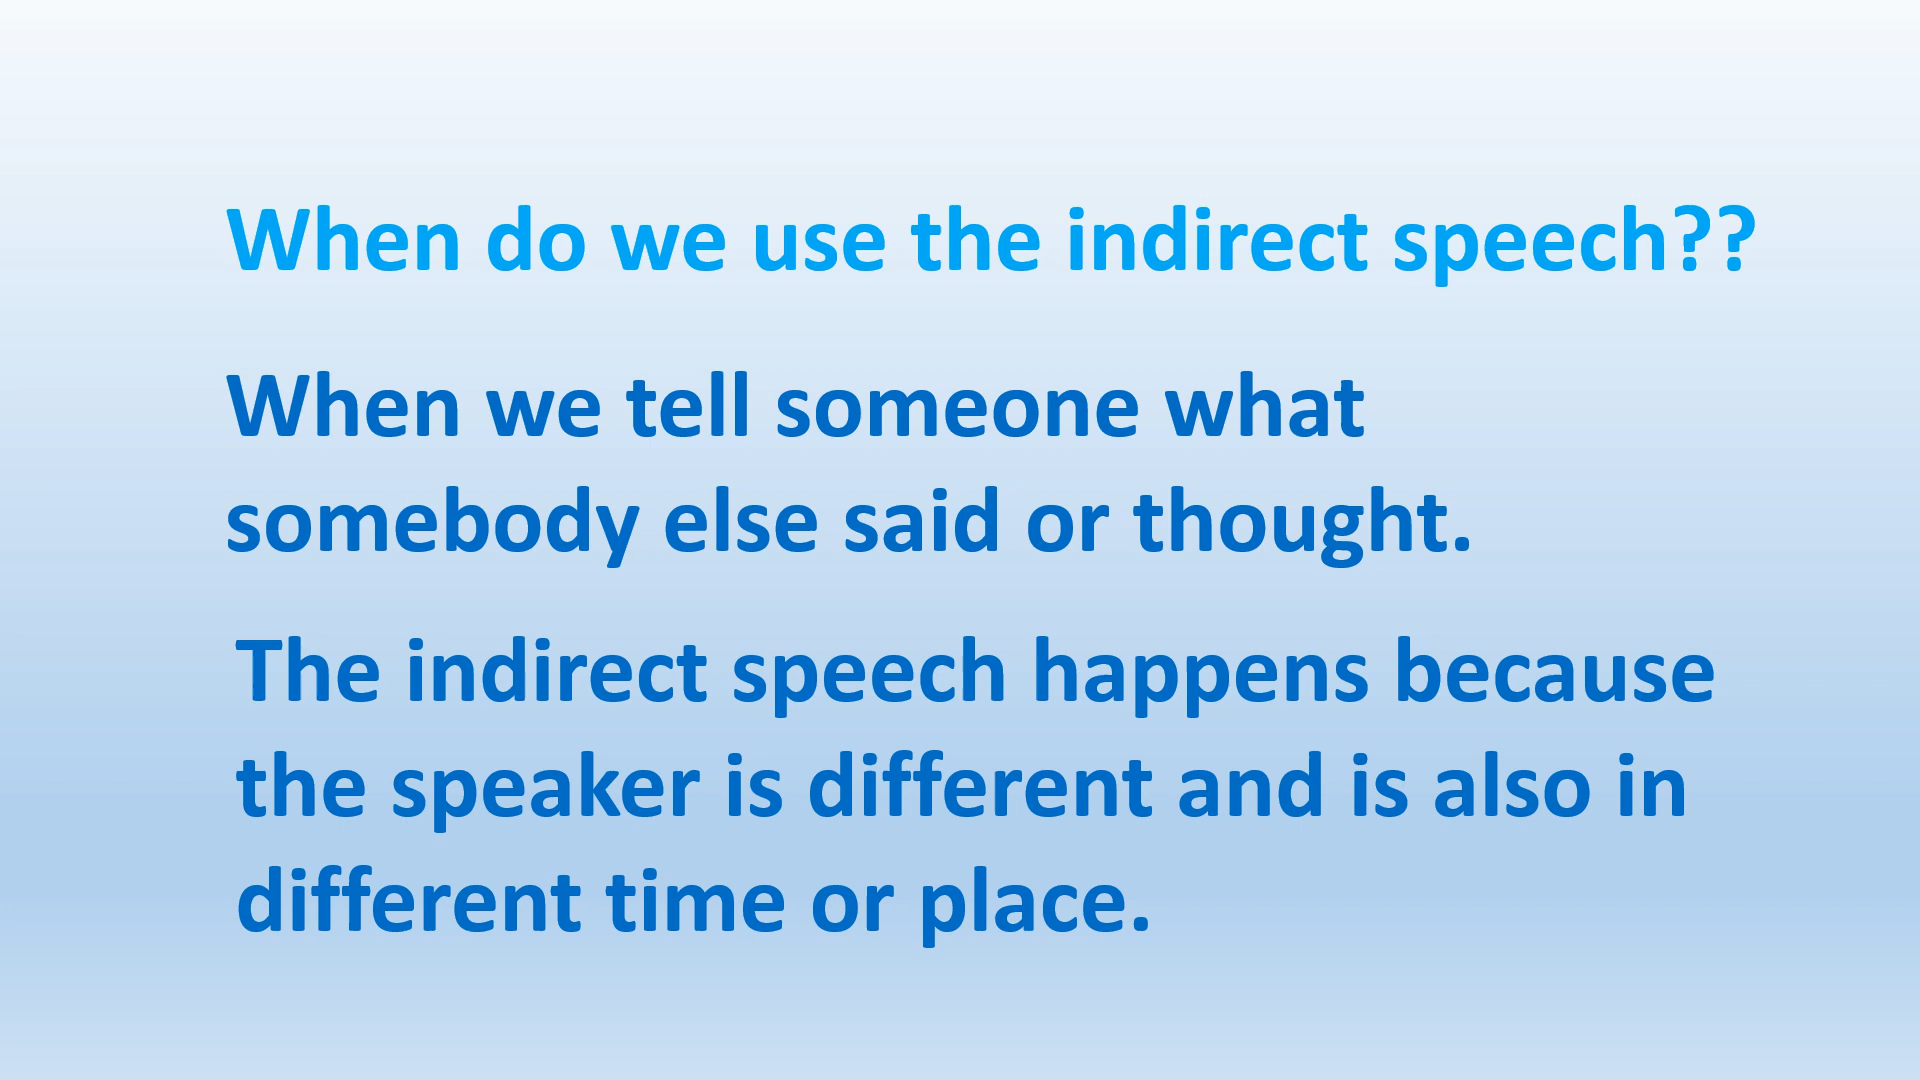 When do we use the indirect speech??
When we tell someone what
somebody else said or thought.
The indirect speech happens because
the speaker is different and is also in
different time or place.